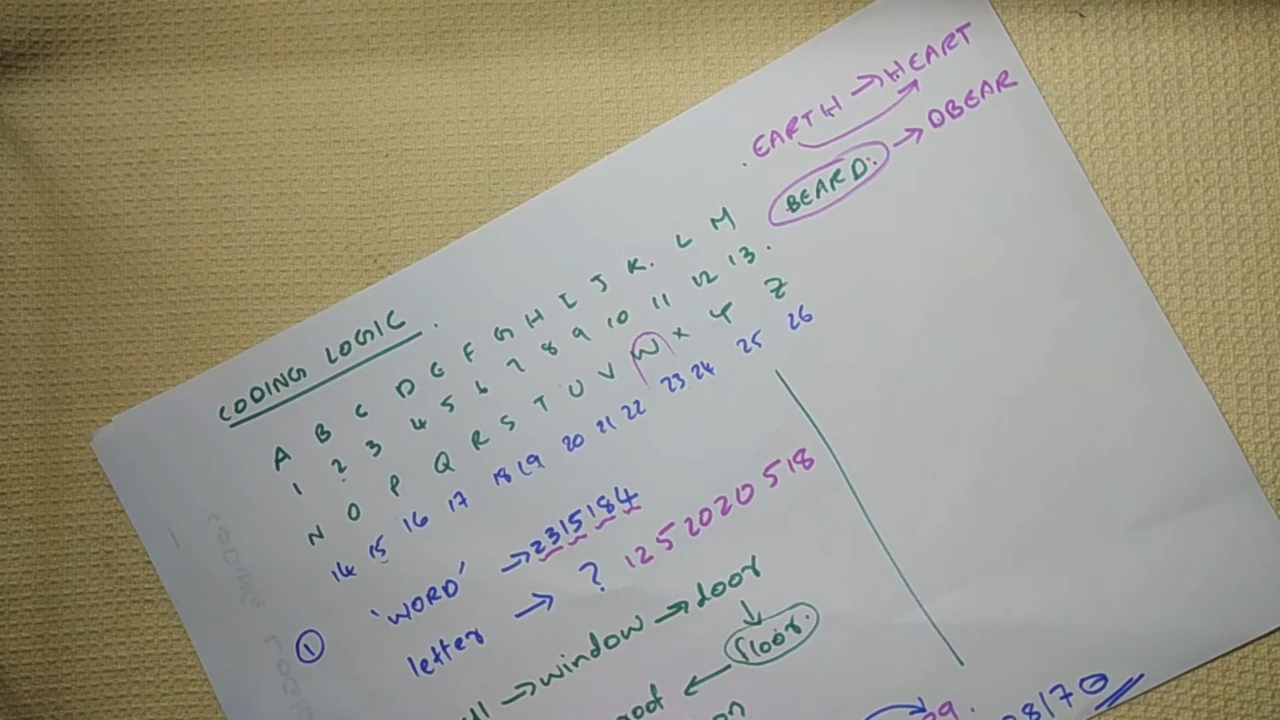 EARTH → HEART
BEARD. → DBEAR
CODING LOGIC.
A B C D E F G H I J K. L M
1 2 3 4 5 6 7 8 9 10 11 12 13.
N O P Q R S T U V W X Y Z
14 15 16 17 18 19 20 21 22 23 24 25 26
① 'WORD' → 2315184
letter → ? 1252020518
→ window → door
↓
floor.
←